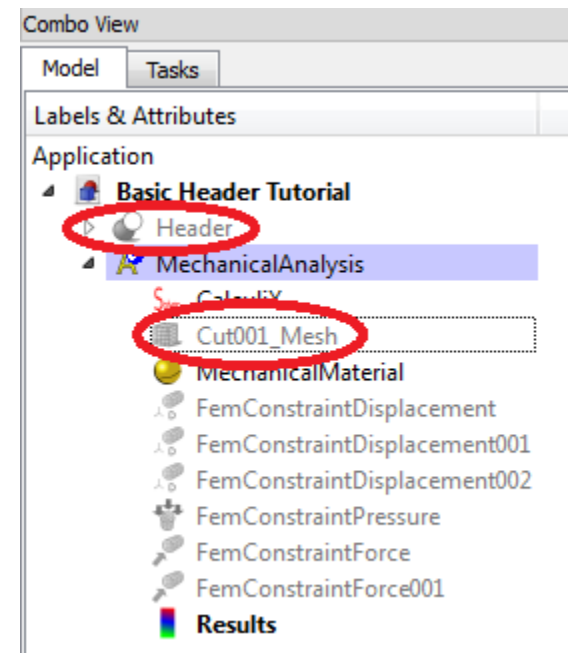 Combo View
Model Tasks
Labels & Attributes
Application
Basic Header Tutorial
Header
MechanicalAnalysis
CalculiX
Cut001_Mesh
MechanicalMaterial
FemConstraintDisplacement
FemConstraintDisplacement001
FemConstraintDisplacement002
FemConstraintPressure
FemConstraintForce
FemConstraintForce001
Results